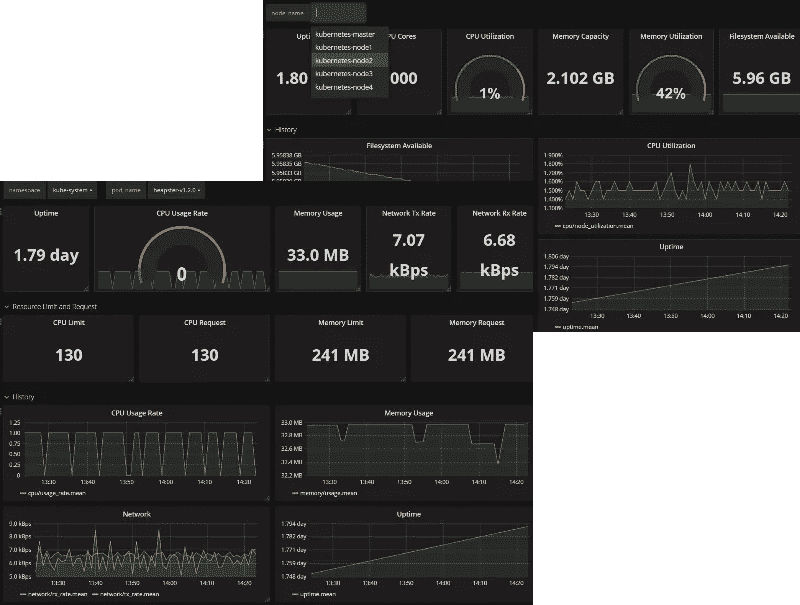 node_name
kubernetes-master
kubernetes-node1
kubernetes-node2
kubernetes-node3
kubernetes-node4
Upti
PU Cores
CPU Utilization
Memory Capacity
Memory Utilization
Filesystem Available
1.80
000
1%
2.102 GB
42%
5.96 GB
History
Filesystem Available
5.95838 GB
5.95835 GB
5.95833 GB
CPU Utilization
1.900%
1.800%
1.700%
1.600%
1.500%
1.400%
1.300%
13:30 13:40 13:50 14:00 14:10 14:20
cpu/node_utilization.mean
Uptime
1.806 day
1.794 day
1.782 day
1.771 day
1.759 day
1.748 day
13:30 13:40 13:50 14:00 14:10 14:20
uptime.mean
namespace kube-system pod_name heapster-v1.2.0
Uptime
CPU Usage Rate
Memory Usage
Network Tx Rate
Network Rx Rate
1.79 day
0
33.0 MB
7.07
kBps
6.68
kBps
Resource Limit and Request
CPU Limit
CPU Request
Memory Limit
Memory Request
130
130
241 MB
241 MB
History
CPU Usage Rate
1.25
1.00
0.75
0.50
0.25
0
13:30 13:40 13:50 14:00 14:10 14:20
cpu/usage_rate.mean
Memory Usage
33.0 MB
32.8 MB
32.6 MB
32.4 MB
32.2 MB
13:30 13:40 13:50 14:00 14:10 14:20
memory/usage.mean
Network
9.0 kBps
8.0 kBps
7.0 kBps
6.0 kBps
5.0 kBps
13:30 13:40 13:50 14:00 14:10 14:20
network/tx_rate.mean network/rx_rate.mean
Uptime
1.794 day
1.782 day
1.771 day
1.759 day
1.748 day
13:30 13:40 13:50 14:00 14:10 14:20
uptime.mean